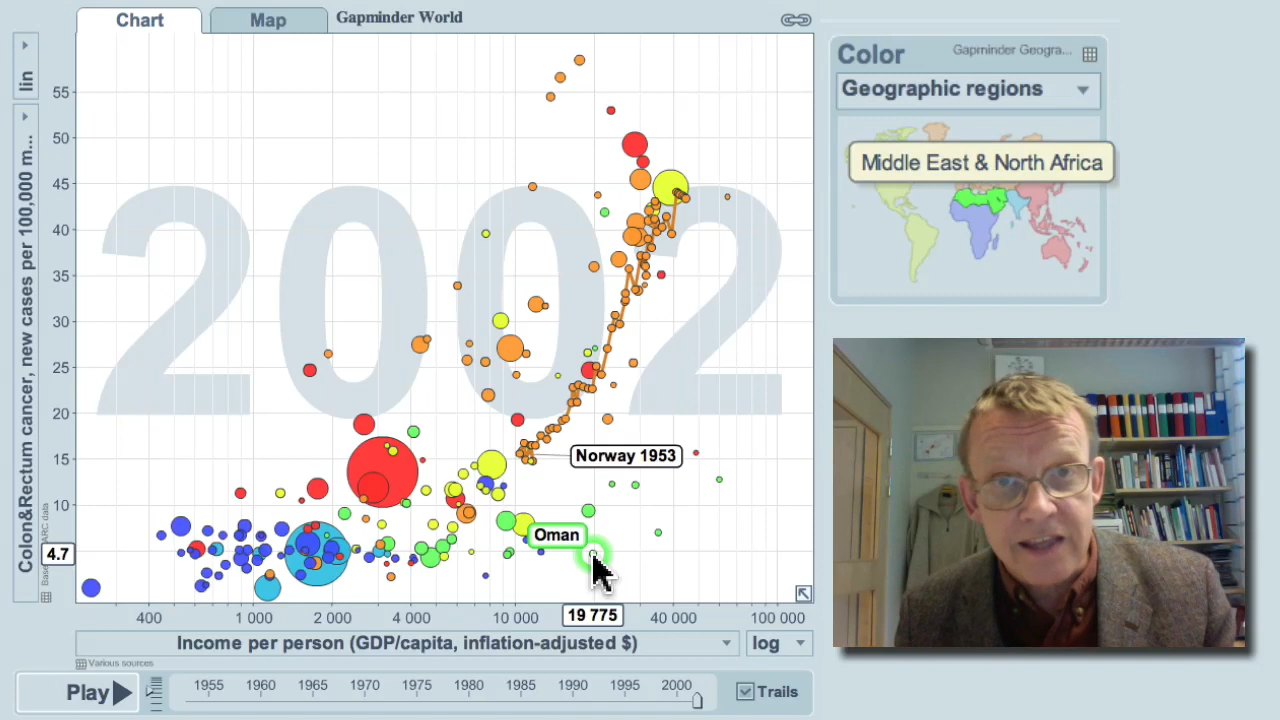 Chart
Map
Gapminder World
Color
Gapminder Geogra...
Geographic regions
Middle East & North Africa
lin
Colon&Rectum cancer, new cases per 100,000 m...
55
50
45
40
35
30
25
20
15
10
4.7
2002
Norway 1953
Oman
400
1 000
2 000
4 000
10 000
19 775
40 000
100 000
Income per person (GDP/capita, inflation-adjusted $)
log
Various sources
Play
1955
1960
1965
1970
1975
1980
1985
1992
1995
2000
Trails